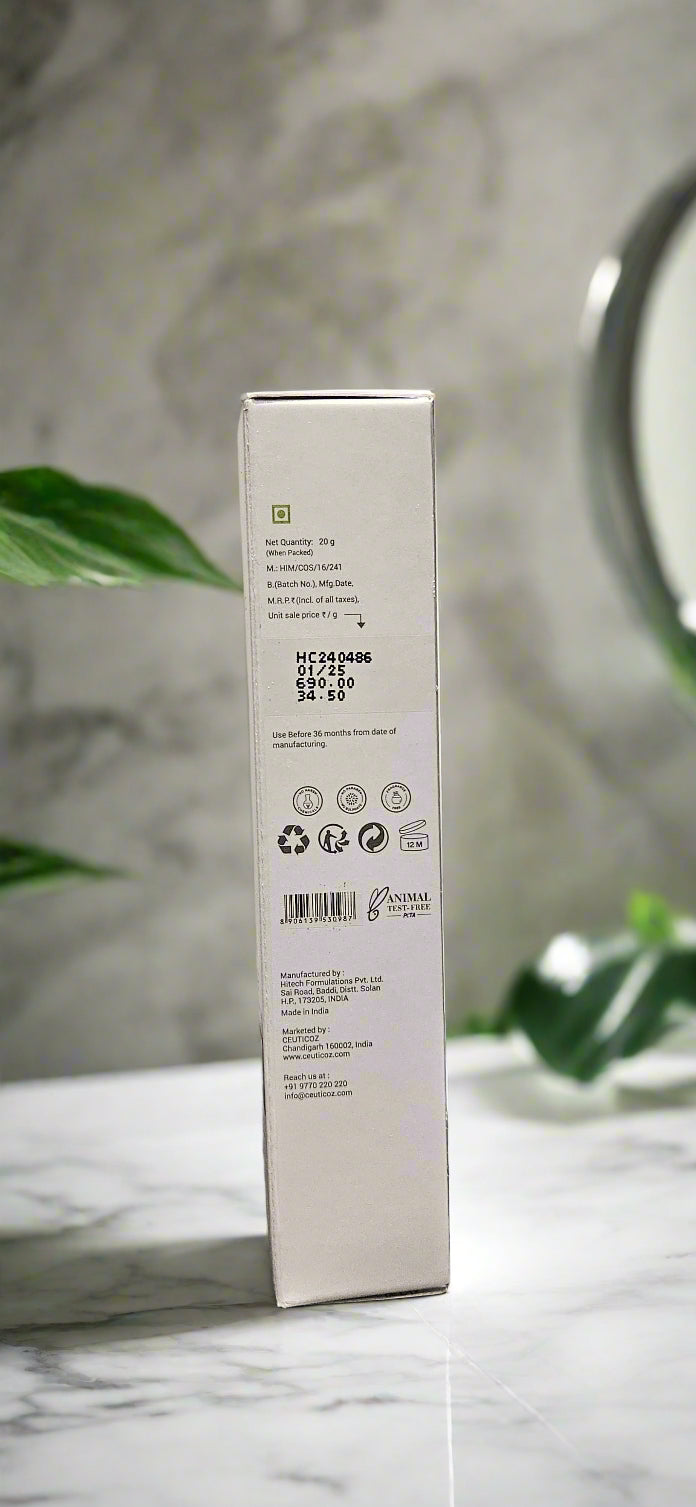 Net Quantity: 20 g
(When Packed)
M.: HIM/COS/16/241
B.(Batch No.), Mfg.Date,
M.R.P.₹(Incl. of all taxes),
Unit sale price ₹ / g
HC240486
01/25
690.00
34.50
Use Before 36 months from date of
manufacturing.
12 M
8 906139 530987
ANIMAL
TEST-FREE
PETA
Manufactured by :
Hitech Formulations Pvt. Ltd.
Sai Road, Baddi, Distt. Solan
H.P., 173205, INDIA
Made in India
Marketed by :
CEUTICOZ
Chandigarh 160002, India
www.ceuticoz.com
Reach us at :
+91 9770 220 220
info@ceuticoz.com